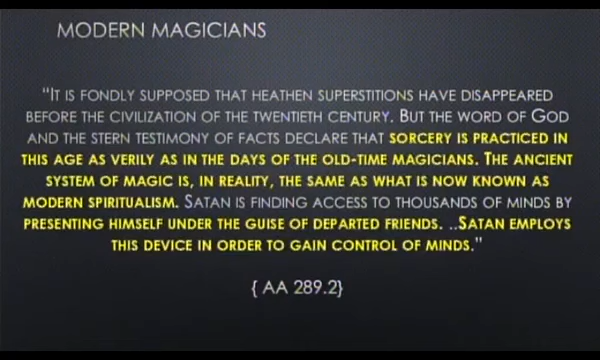 MODERN MAGICIANS
"IT IS FONDLY SUPPOSED THAT HEATHEN SUPERSTITIONS HAVE DISAPPEARED
BEFORE THE CIVILIZATION OF THE TWENTIETH CENTURY. BUT THE WORD OF GOD
AND THE STERN TESTIMONY OF FACTS DECLARE THAT SORCERY IS PRACTICED IN
THIS AGE AS VERILY AS IN THE DAYS OF THE OLD-TIME MAGICIANS. THE ANCIENT
SYSTEM OF MAGIC IS, IN REALITY, THE SAME AS WHAT IS NOW KNOWN AS
MODERN SPIRITUALISM. SATAN IS FINDING ACCESS TO THOUSANDS OF MINDS BY
PRESENTING HIMSELF UNDER THE GUISE OF DEPARTED FRIENDS. ..SATAN EMPLOYS
THIS DEVICE IN ORDER TO GAIN CONTROL OF MINDS."
{ AA 289.2}